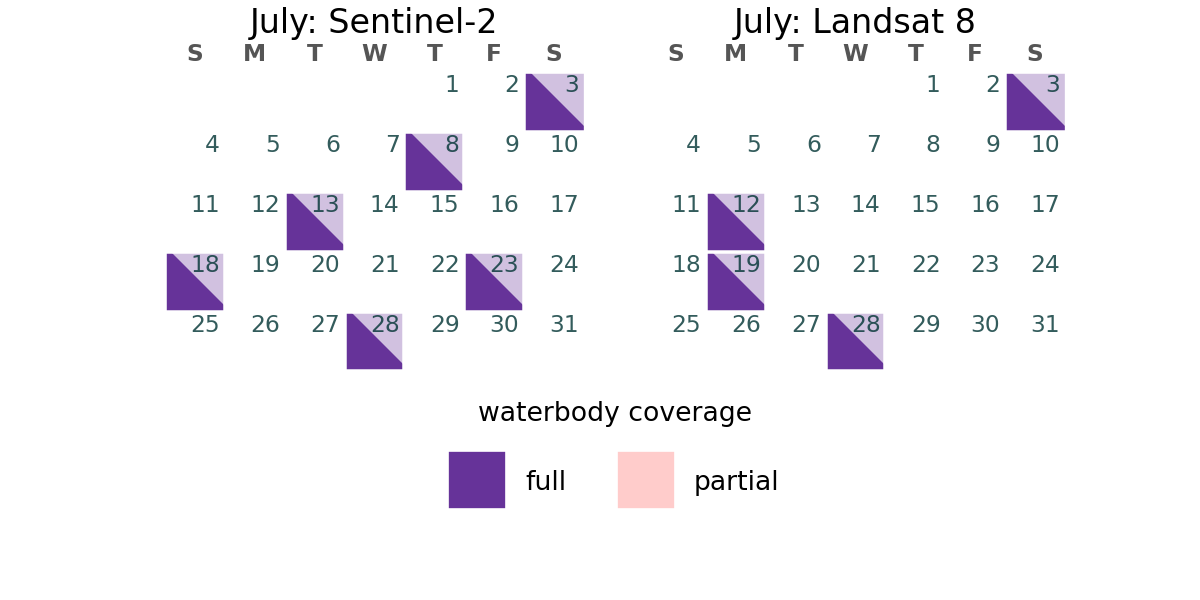 July: Sentinel-2
S M T W T F S
1 2 3
4 5 6 7 8 9 10
11 12 13 14 15 16 17
18 19 20 21 22 23 24
25 26 27 28 29 30 31
July: Landsat 8
S M T W T F S
1 2 3
4 5 6 7 8 9 10
11 12 13 14 15 16 17
18 19 20 21 22 23 24
25 26 27 28 29 30 31
waterbody coverage
full partial